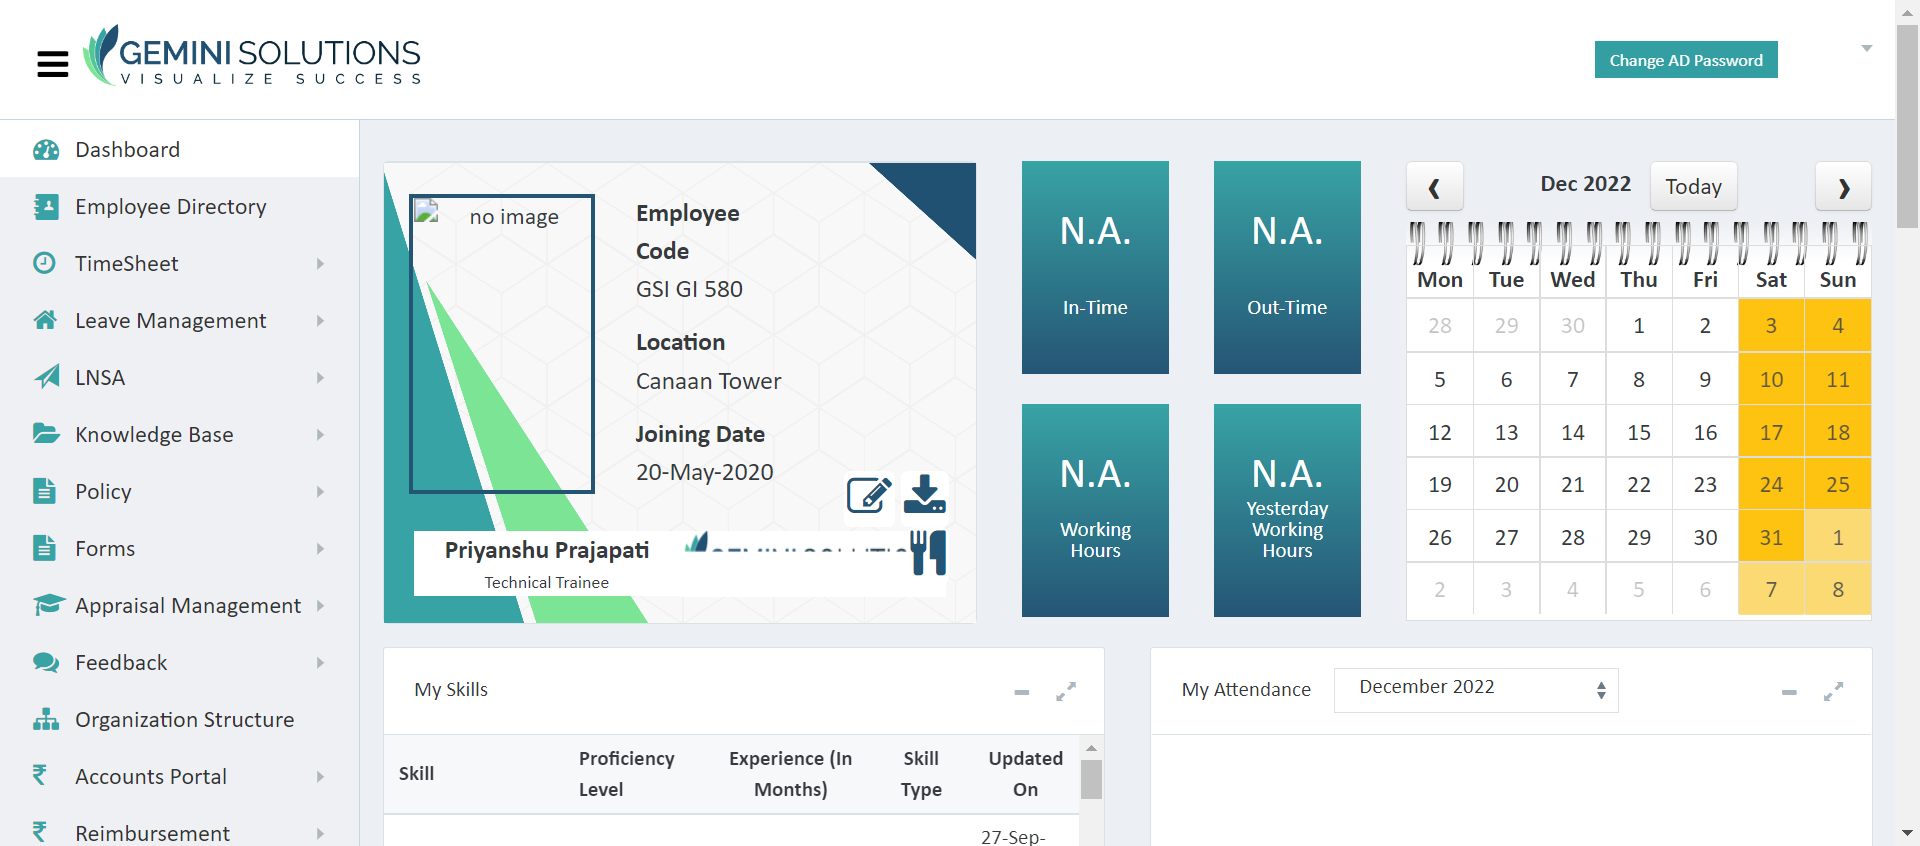 GEMINI SOLUTIONS
VISUALIZE SUCCESS
Change AD Password
Dashboard
Employee Directory
TimeSheet
Leave Management
LNSA
Knowledge Base
Policy
Forms
Appraisal Management
Feedback
Organization Structure
Accounts Portal
Reimbursement
no image
Employee
Code
GSI GI 580
Location
Canaan Tower
Joining Date
20-May-2020
Priyanshu Prajapati
Technical Trainee
N.A.
In-Time
N.A.
Out-Time
N.A.
Working
Hours
N.A.
Yesterday
Working
Hours
Dec 2022
Today
Mon Tue Wed Thu Fri Sat Sun
28 29 30 1 2 3 4
5 6 7 8 9 10 11
12 13 14 15 16 17 18
19 20 21 22 23 24 25
26 27 28 29 30 31 1
2 3 4 5 6 7 8
My Skills
Skill
Proficiency
Level
Experience (In
Months)
Skill
Type
Updated
On
27-Sep-
My Attendance
December 2022